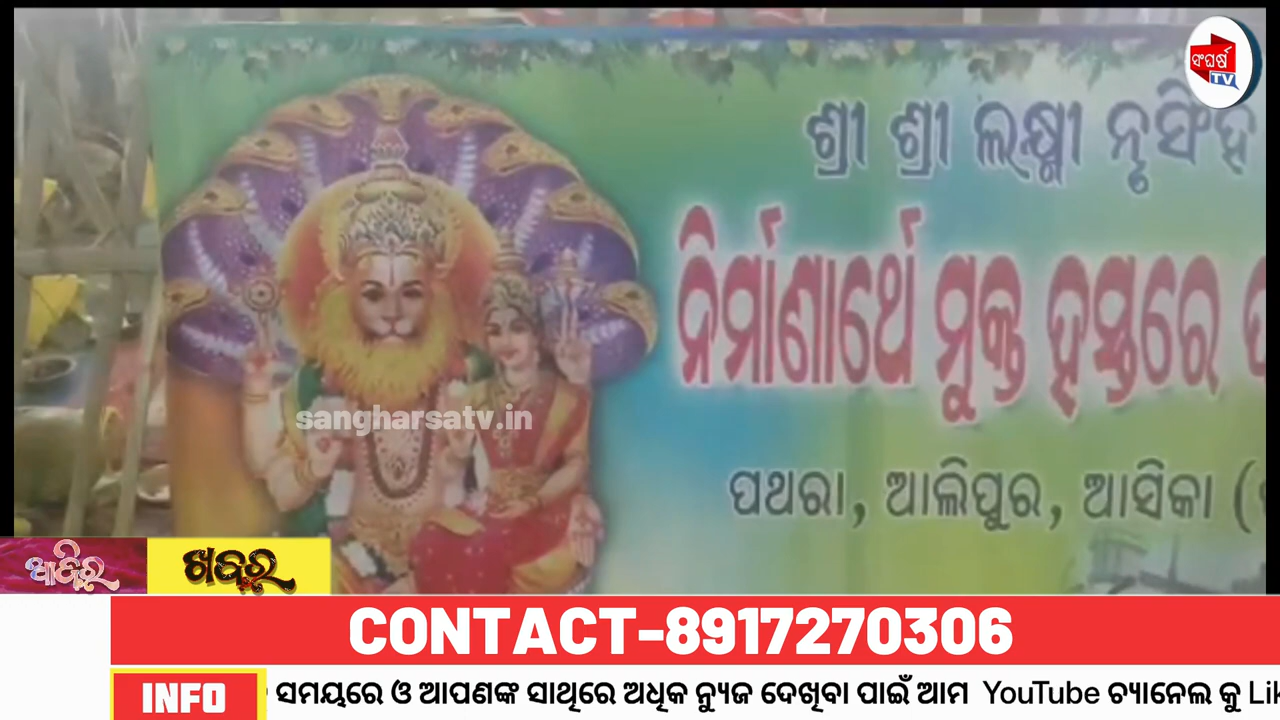 ସଂଘର୍ଷ
TV
ଶ୍ରୀ ଶ୍ରୀ ଲକ୍ଷ୍ମୀ ନୃସିଂହ
ନିର୍ମାଣାର୍ଥେ ମୁକ୍ତ ହସ୍ତରେ
sangharsatv.in
ପଥରା, ଆଲିପୁର, ଆସିକା (
ଆଜିର ଖବର
CONTACT-8917270306
INFO ସମୟରେ ଓ ଆପଣଙ୍କ ସାଥିରେ ଅଧିକ ନ୍ୟୁଜ ଦେଖିବା ପାଇଁ ଆମ YouTube ଚ୍ୟାନେଲ କୁ Lik